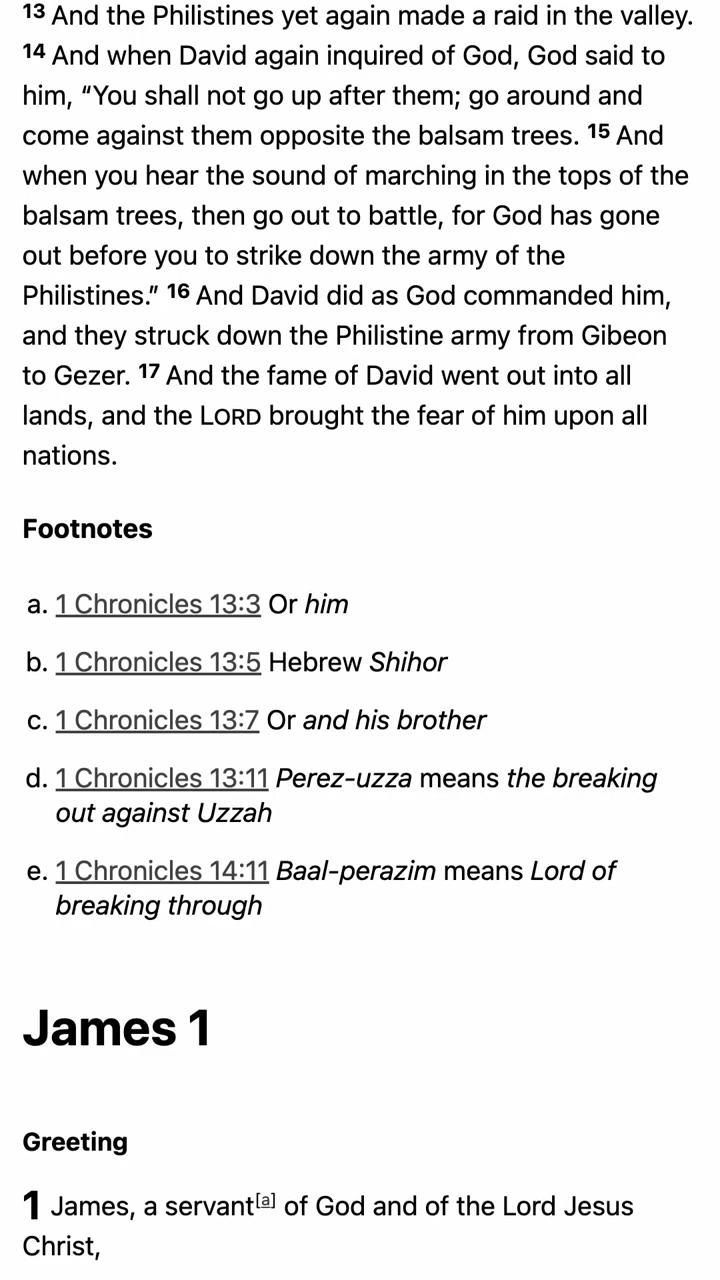 13 And the Philistines yet again made a raid in the valley.
14 And when David again inquired of God, God said to
him, “You shall not go up after them; go around and
come against them opposite the balsam trees. 15 And
when you hear the sound of marching in the tops of the
balsam trees, then go out to battle, for God has gone
out before you to strike down the army of the
Philistines.” 16 And David did as God commanded him,
and they struck down the Philistine army from Gibeon
to Gezer. 17 And the fame of David went out into all
lands, and the LORD brought the fear of him upon all
nations.
Footnotes
a. 1 Chronicles 13:3 Or him
b. 1 Chronicles 13:5 Hebrew Shihor
c. 1 Chronicles 13:7 Or and his brother
d. 1 Chronicles 13:11 Perez-uzza means the breaking
out against Uzzah
e. 1 Chronicles 14:11 Baal-perazim means Lord of
breaking through
James 1
Greeting
1 James, a servant[a] of God and of the Lord Jesus
Christ,